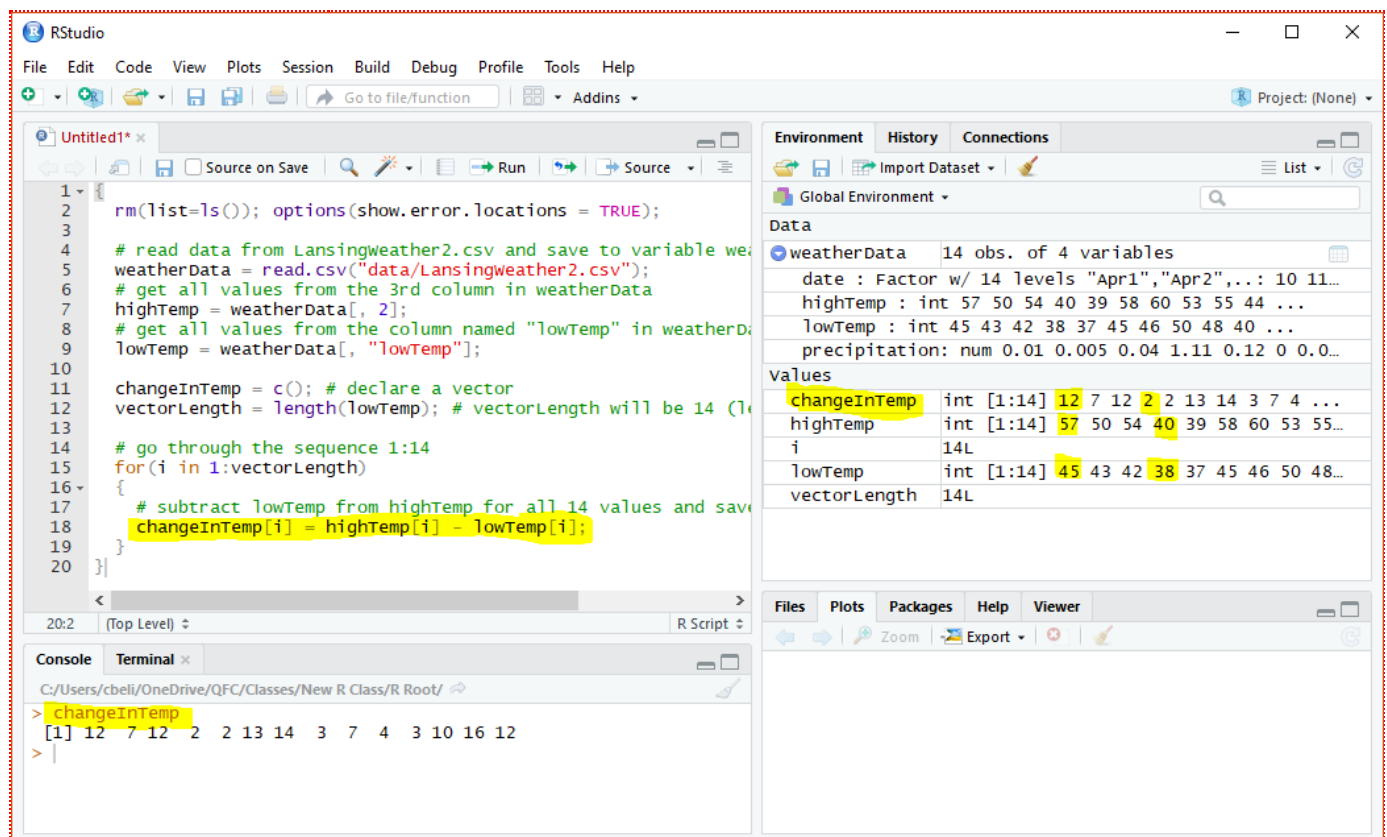 RStudio
File Edit Code View Plots Session Build Debug Profile Tools Help
Go to file/function Addins Project: (None)
Untitled1*
Source on Save Run Source
1 {
2 rm(list=ls()); options(show.error.locations = TRUE);
3
4 # read data from LansingWeather2.csv and save to variable wea
5 weatherData = read.csv("data/LansingWeather2.csv");
6 # get all values from the 3rd column in weatherData
7 highTemp = weatherData[, 2];
8 # get all values from the column named "lowTemp" in weatherDa
9 lowTemp = weatherData[, "lowTemp"];
10
11 changeInTemp = c(); # declare a vector
12 vectorLength = length(lowTemp); # vectorLength will be 14 (le
13
14 # go through the sequence 1:14
15 for(i in 1:vectorLength)
16 {
17 # subtract lowTemp from highTemp for all 14 values and save
18 changeInTemp[i] = highTemp[i] - lowTemp[i];
19 }
20 }
20:2 (Top Level) R Script
Console Terminal
C:/Users/cbeli/OneDrive/QFC/Classes/New R Class/R Root/
> changeInTemp
[1] 12 7 12 2 2 13 14 3 7 4 3 10 16 12
>
Environment History Connections
Import Dataset List
Global Environment
Data
weatherData 14 obs. of 4 variables
date : Factor w/ 14 levels "Apr1","Apr2",..: 10 11…
highTemp : int 57 50 54 40 39 58 60 53 55 44 ...
lowTemp : int 45 43 42 38 37 45 46 50 48 40 ...
precipitation: num 0.01 0.005 0.04 1.11 0.12 0 0.0…
Values
changeInTemp int [1:14] 12 7 12 2 2 13 14 3 7 4 ...
highTemp int [1:14] 57 50 54 40 39 58 60 53 55…
i 14L
lowTemp int [1:14] 45 43 42 38 37 45 46 50 48…
vectorLength 14L
Files Plots Packages Help Viewer
Zoom Export